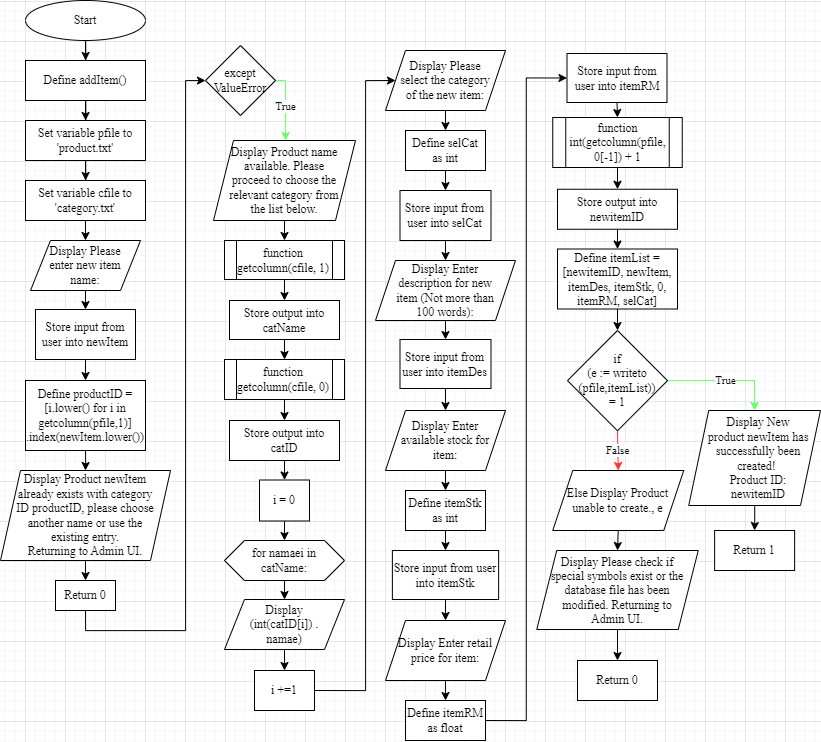 Start
Define addItem()
Set variable pfile to
'product.txt'
Set variable cfile to
'category.txt'
Display Please
enter new item
name:
Store input from
user into newItem
Define productID =
[i.lower() for i in
getcolumn(pfile,1)]
.index(newItem.lower())
Display Product newItem
already exists with category
ID productID, please choose
another name or use the
existing entry.
Returning to Admin UI.
Return 0
except
ValueError
True
Display Product name
available. Please
proceed to choose the
relevant category from
the list below.
function
getcolumn(cfile, 1)
Store output into
catName
function
getcolumn(cfile, 0)
Store output into
catID
i = 0
for namaei in
catName:
Display
(int(catID[i]) .
namae)
i +=1
Display Please
select the category
of the new item:
Define selCat
as int
Store input from
user into selCat
Display Enter
description for new
item (Not more than
100 words):
Store input from
user into itemDes
Display Enter
available stock for
item:
Define itemStk
as int
Store input from user
into itemStk
Display Enter retail
price for item:
Define itemRM
as float
Store input from
user into itemRM
function
int(getcolumn(pfile,
0[-1]) + 1
Store output into
newitemID
Define itemList =
[newitemID, newItem,
itemDes, itemStk, 0,
itemRM, selCat]
if
(e := writeto
(pfile,itemList))
= 1
True
False
Display New
product newItem has
successfully been
created!
Product ID:
newitemID
Return 1
Else Display Product
unable to create., e
Display Please check if
special symbols exist or the
database file has been
modified. Returning to
Admin UI.
Return 0